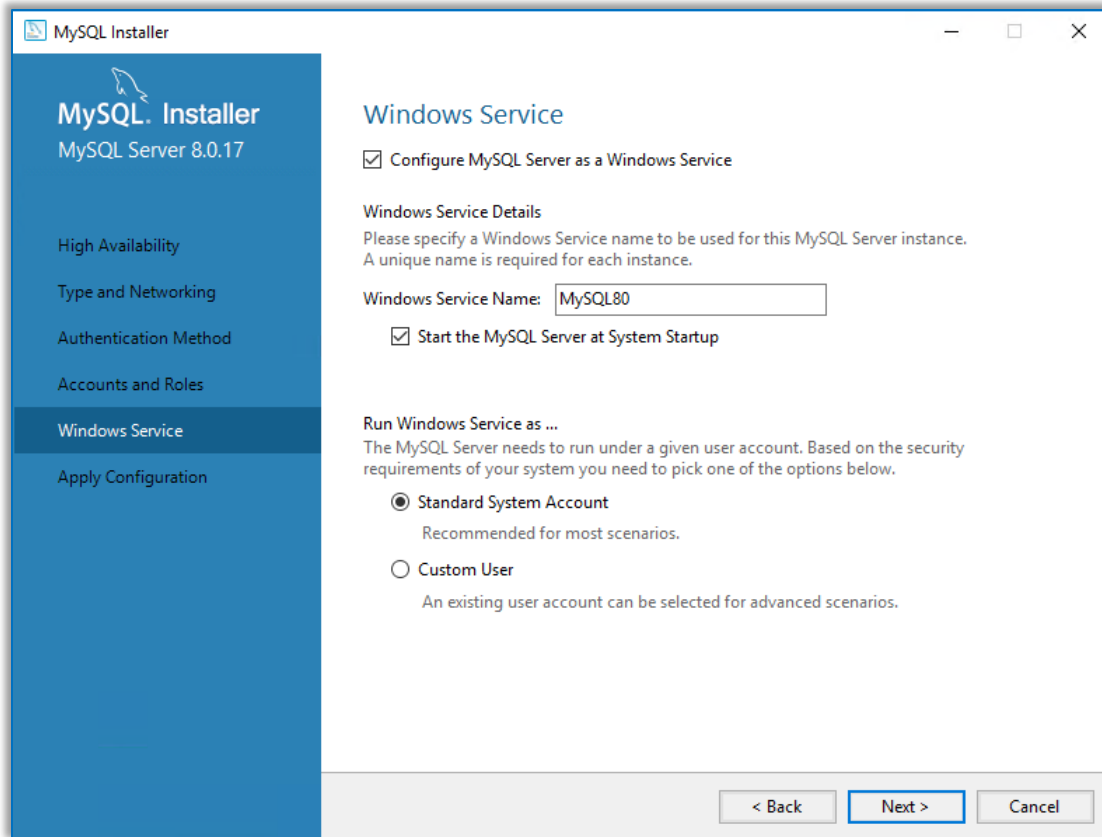 MySQL Installer
MySQL. Installer
MySQL Server 8.0.17
High Availability
Type and Networking
Authentication Method
Accounts and Roles
Windows Service
Apply Configuration
Windows Service
Configure MySQL Server as a Windows Service
Windows Service Details
Please specify a Windows Service name to be used for this MySQL Server instance.
A unique name is required for each instance.
Windows Service Name: MySQL80
Start the MySQL Server at System Startup
Run Windows Service as ...
The MySQL Server needs to run under a given user account. Based on the security
requirements of your system you need to pick one of the options below.
Standard System Account
Recommended for most scenarios.
Custom User
An existing user account can be selected for advanced scenarios.
< Back Next > Cancel